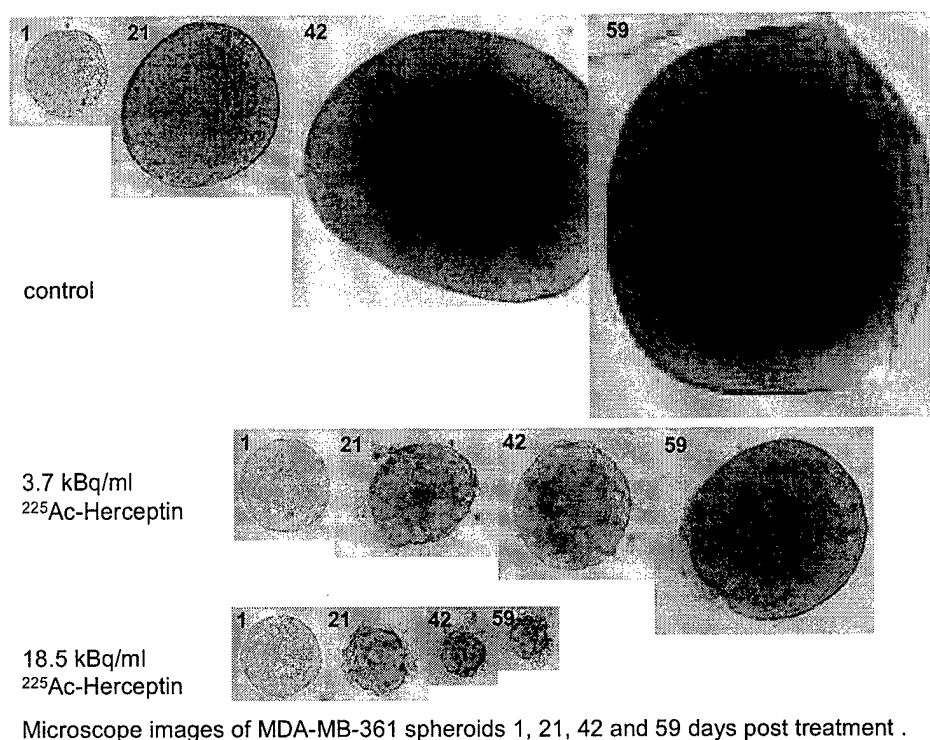 1 21 42 59
control
1 21 42 59
3.7 kBq/ml
²²⁵Ac-Herceptin
1 21 42 59
18.5 kBq/ml
²²⁵Ac-Herceptin
Microscope images of MDA-MB-361 spheroids 1, 21, 42 and 59 days post treatment .